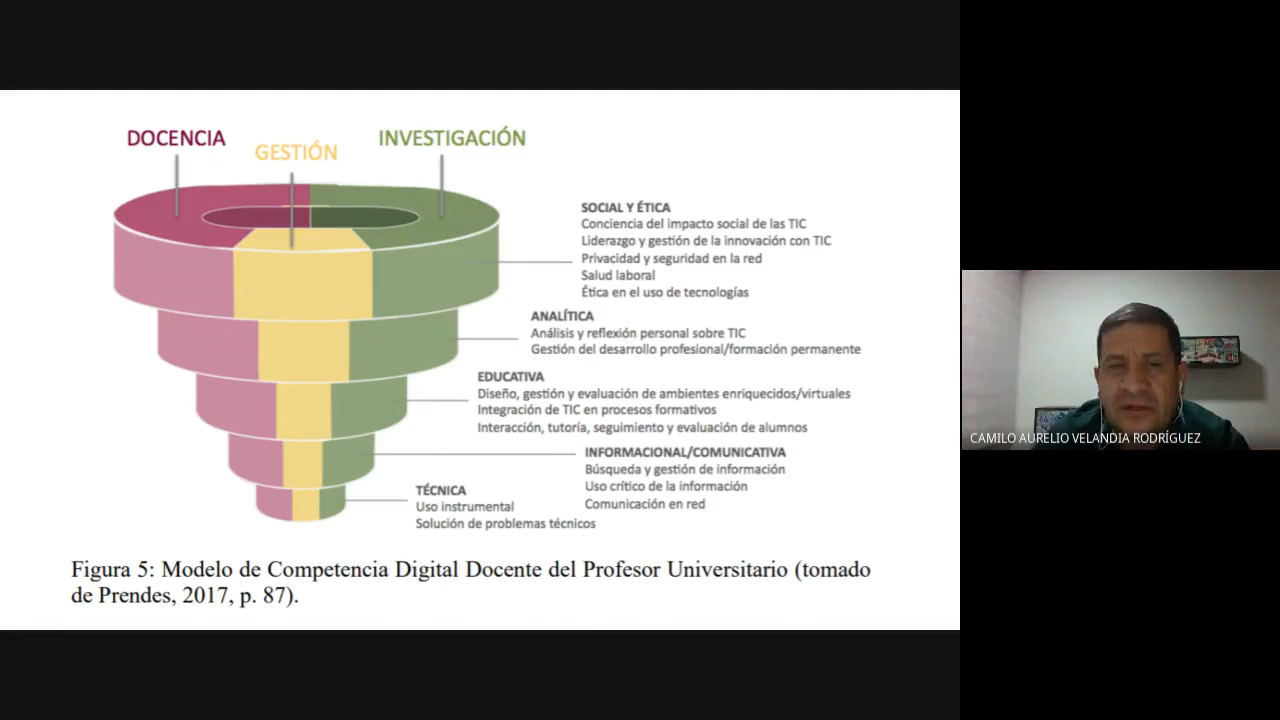 DOCENCIA
GESTIÓN
INVESTIGACIÓN
SOCIAL Y ÉTICA
Conciencia del impacto social de las TIC
Liderazgo y gestión de la innovación con TIC
Privacidad y seguridad en la red
Salud laboral
Ética en el uso de tecnologías
ANALÍTICA
Análisis y reflexión personal sobre TIC
Gestión del desarrollo profesional/formación permanente
EDUCATIVA
Diseño, gestión y evaluación de ambientes enriquecidos/virtuales
Integración de TIC en procesos formativos
Interacción, tutoría, seguimiento y evaluación de alumnos
INFORMACIONAL/COMUNICATIVA
Búsqueda y gestión de información
Uso crítico de la información
Comunicación en red
TÉCNICA
Uso instrumental
Solución de problemas técnicos
Figura 5: Modelo de Competencia Digital Docente del Profesor Universitario (tomado
de Prendes, 2017, p. 87).
CAMILO AURELIO VELANDIA RODRÍGUEZ